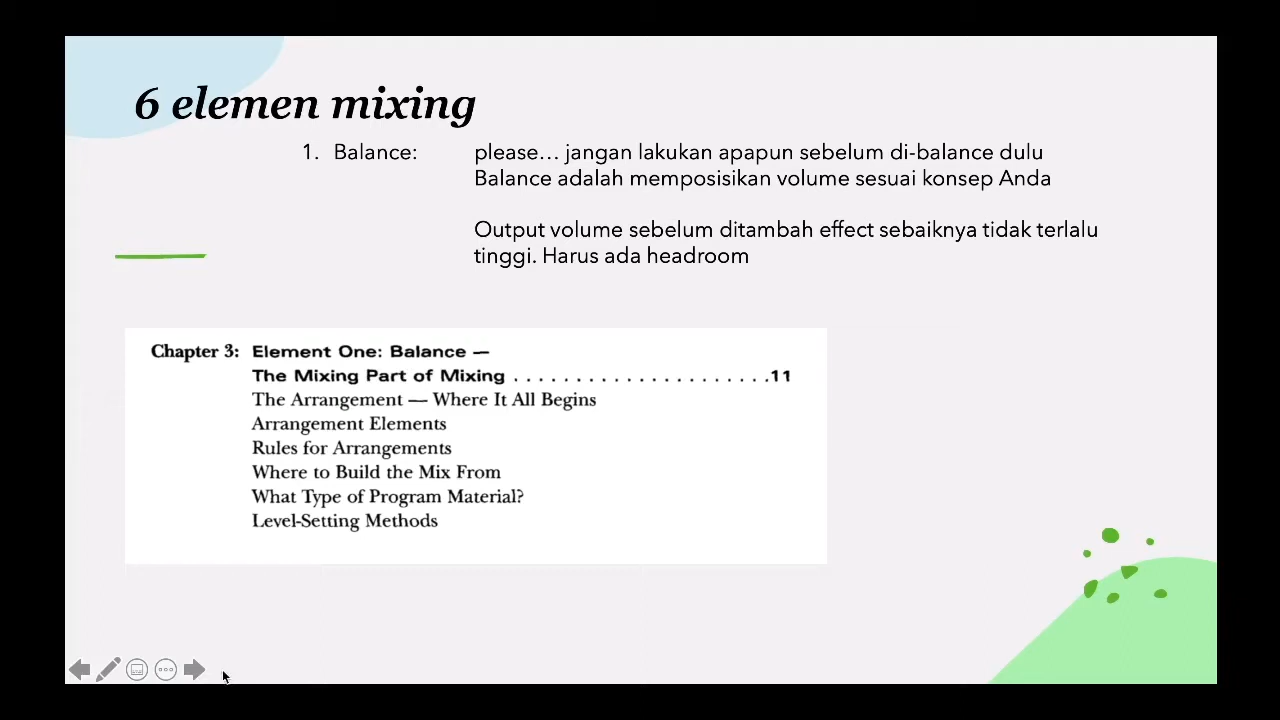 6 elemen mixing
1. Balance: please... jangan lakukan apapun sebelum di-balance dulu
Balance adalah memposisikan volume sesuai konsep Anda
Output volume sebelum ditambah effect sebaiknya tidak terlalu
tinggi. Harus ada headroom
Chapter 3: Element One: Balance —
The Mixing Part of Mixing . . . . . . . . . . . . . . . . . . . . . .11
The Arrangement — Where It All Begins
Arrangement Elements
Rules for Arrangements
Where to Build the Mix From
What Type of Program Material?
Level-Setting Methods